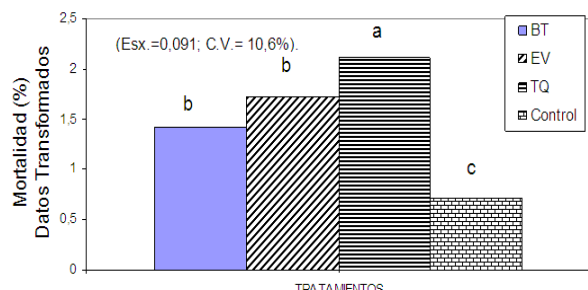 (Esx.=0,091; C.V.= 10,6%).
Mortalidad (%)
Datos Transformados
2,5
2
1,5
1
0,5
0
b
b
a
c
BT
EV
TQ
Control
TRATAMIENTOS